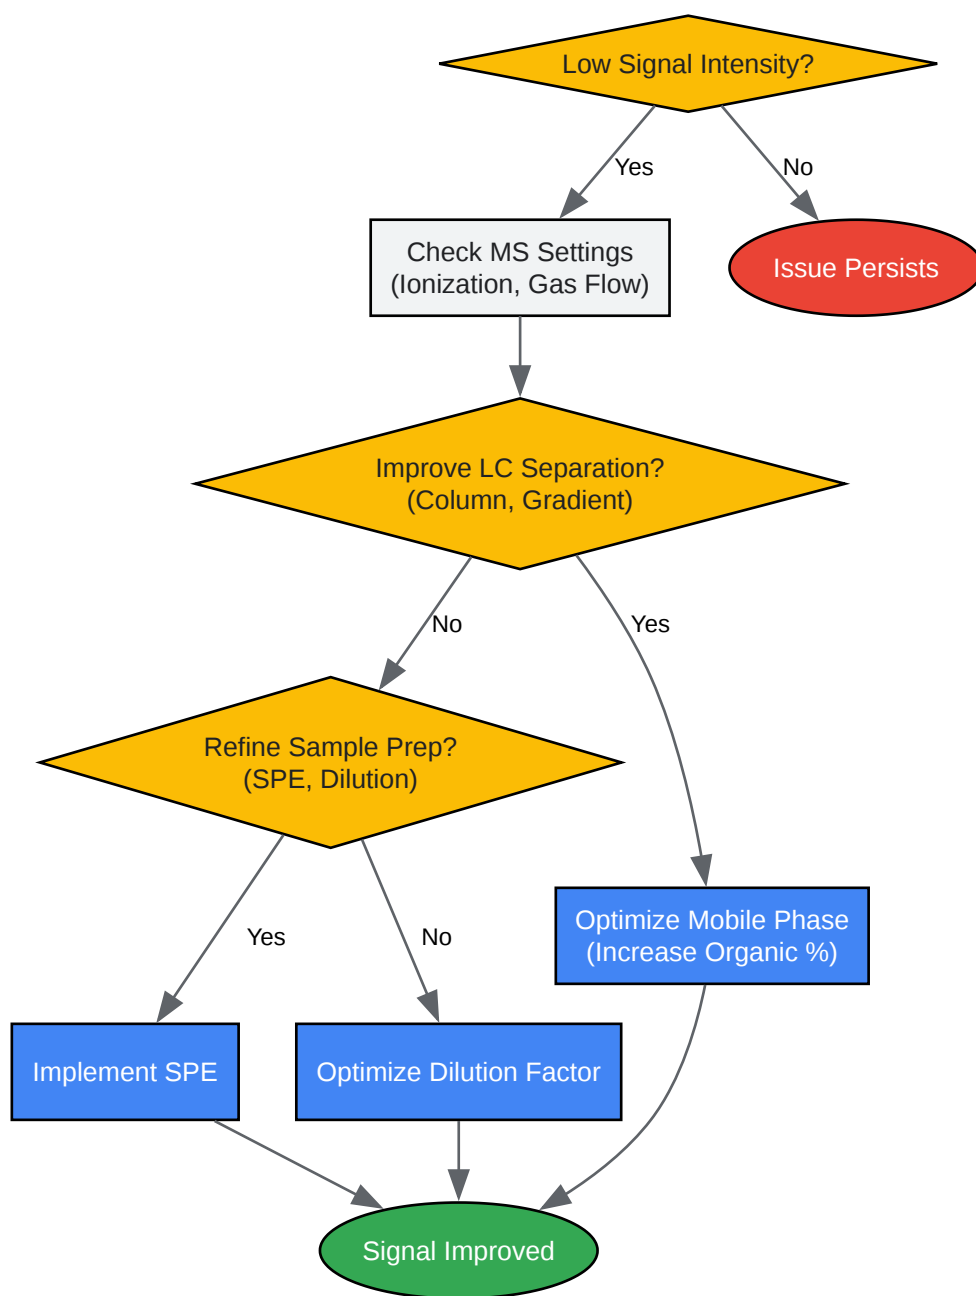 Low Signal Intensity?
Yes
No
Check MS Settings
(Ionization, Gas Flow)
Issue Persists
Improve LC Separation?
(Column, Gradient)
No
Yes
Refine Sample Prep?
(SPE, Dilution)
Yes
No
Optimize Mobile Phase
(Increase Organic %)
Implement SPE
Optimize Dilution Factor
Signal Improved